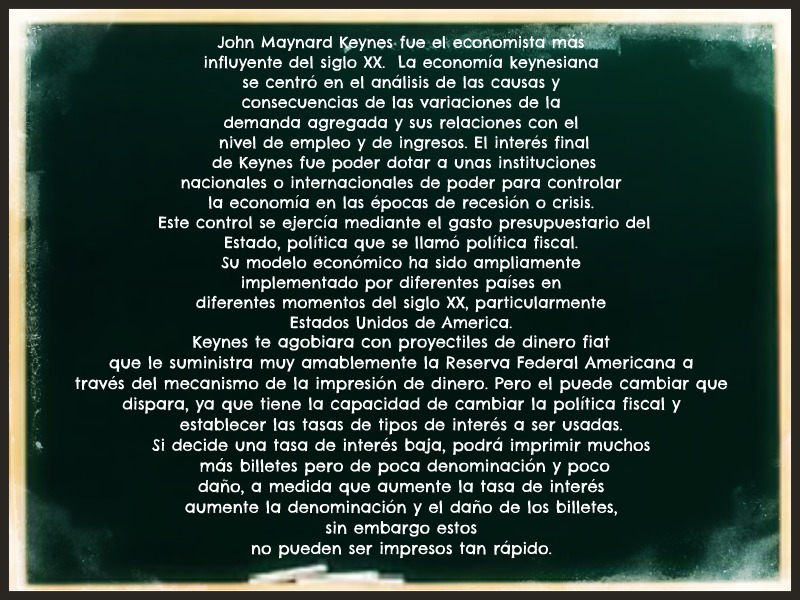 John Maynard Keynes fue el economista más
influyente del siglo XX.  La economía keynesiana
se centró en el análisis de las causas y
consecuencias de las variaciones de la
demanda agregada y sus relaciones con el
nivel de empleo y de ingresos. El interés final
de Keynes fue poder dotar a unas instituciones
nacionales o internacionales de poder para controlar
la economía en las épocas de recesión o crisis.
Este control se ejercía mediante el gasto presupuestario del
Estado, política que se llamó política fiscal.
Su modelo económico ha sido ampliamente
implementado por diferentes países en
diferentes momentos del siglo XX, particularmente
Estados Unidos de America.
Keynes te agobiara con proyectiles de dinero fiat
que le suministra muy amablemente la Reserva Federal Americana a
través del mecanismo de la impresión de dinero. Pero el puede cambiar que
dispara, ya que tiene la capacidad de cambiar la política fiscal y
establecer las tasas de tipos de interés a ser usadas.
Si decide una tasa de interés baja, podrá imprimir muchos
más billetes pero de poca denominación y poco
daño, a medida que aumente la tasa de interés
aumente la denominación y el daño de los billetes,
sin embargo estos
no pueden ser impresos tan rápido.